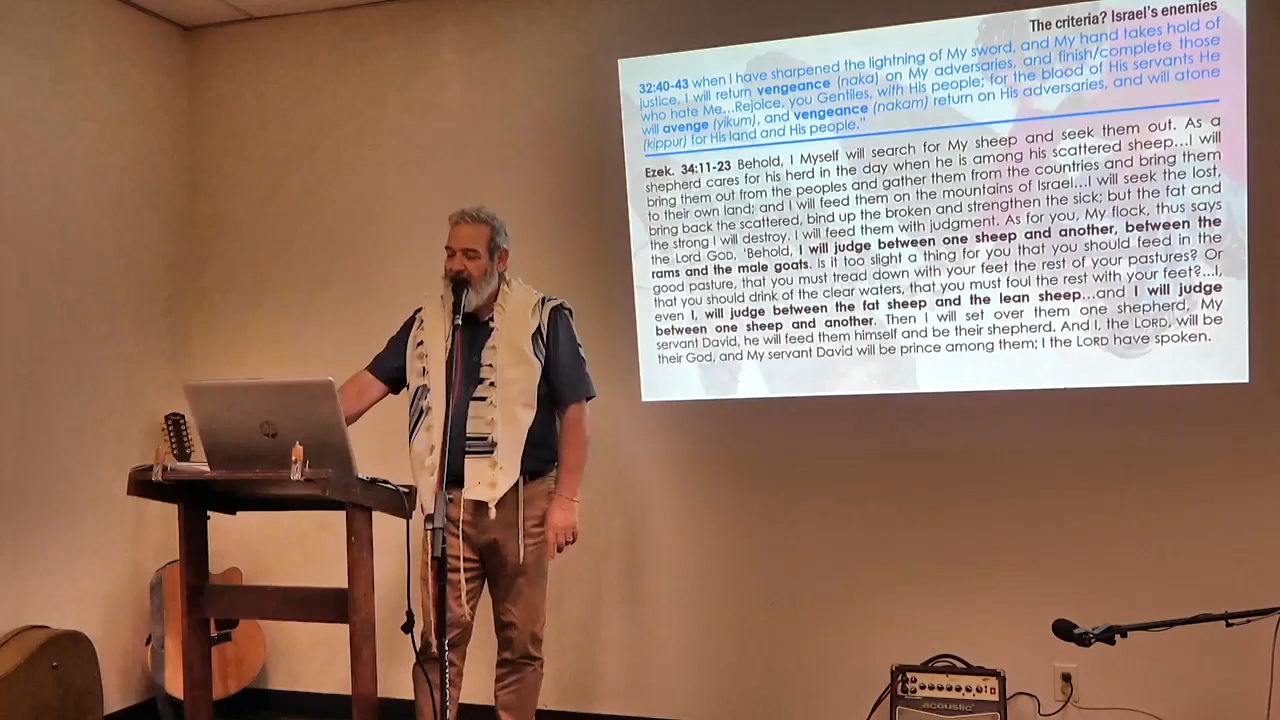 The criteria? Israel's enemies
32:40-43 when I have sharpened the lightning of My sword, and My hand takes hold of
justice, I will return vengeance (naka) on My adversaries, and finish/complete those
who hate Me...Rejoice, you Gentiles, with His people; for the blood of His servants He
will avenge (yikum), and vengeance (nakam) return on His adversaries, and will atone
(kippur) for His land and His people."
Ezek. 34:11-23 Behold, I Myself will search for My sheep and seek them out. As a
shepherd cares for his herd in the day when he is among his scattered sheep...I will
bring them out from the peoples and gather them from the countries and bring them
to their own land; and I will feed them on the mountains of Israel...I will seek the lost,
bring back the scattered, bind up the broken and strengthen the sick; but the fat and
the strong I will destroy. I will feed them with judgment. As for you, My flock, thus says
the Lord God, 'Behold, I will judge between one sheep and another, between the
rams and the male goats. Is it too slight a thing for you that you should feed in the
good pasture, that you must tread down with your feet the rest of your pastures? Or
that you should drink of the clear waters, that you must foul the rest with your feet?...I,
even I, will judge between the fat sheep and the lean sheep...and I will judge
between one sheep and another. Then I will set over them one shepherd, My
servant David, he will feed them himself and be their shepherd. And I, the LORD, will be
their God, and My servant David will be prince among them; I the LORD have spoken.
hp
acoustic